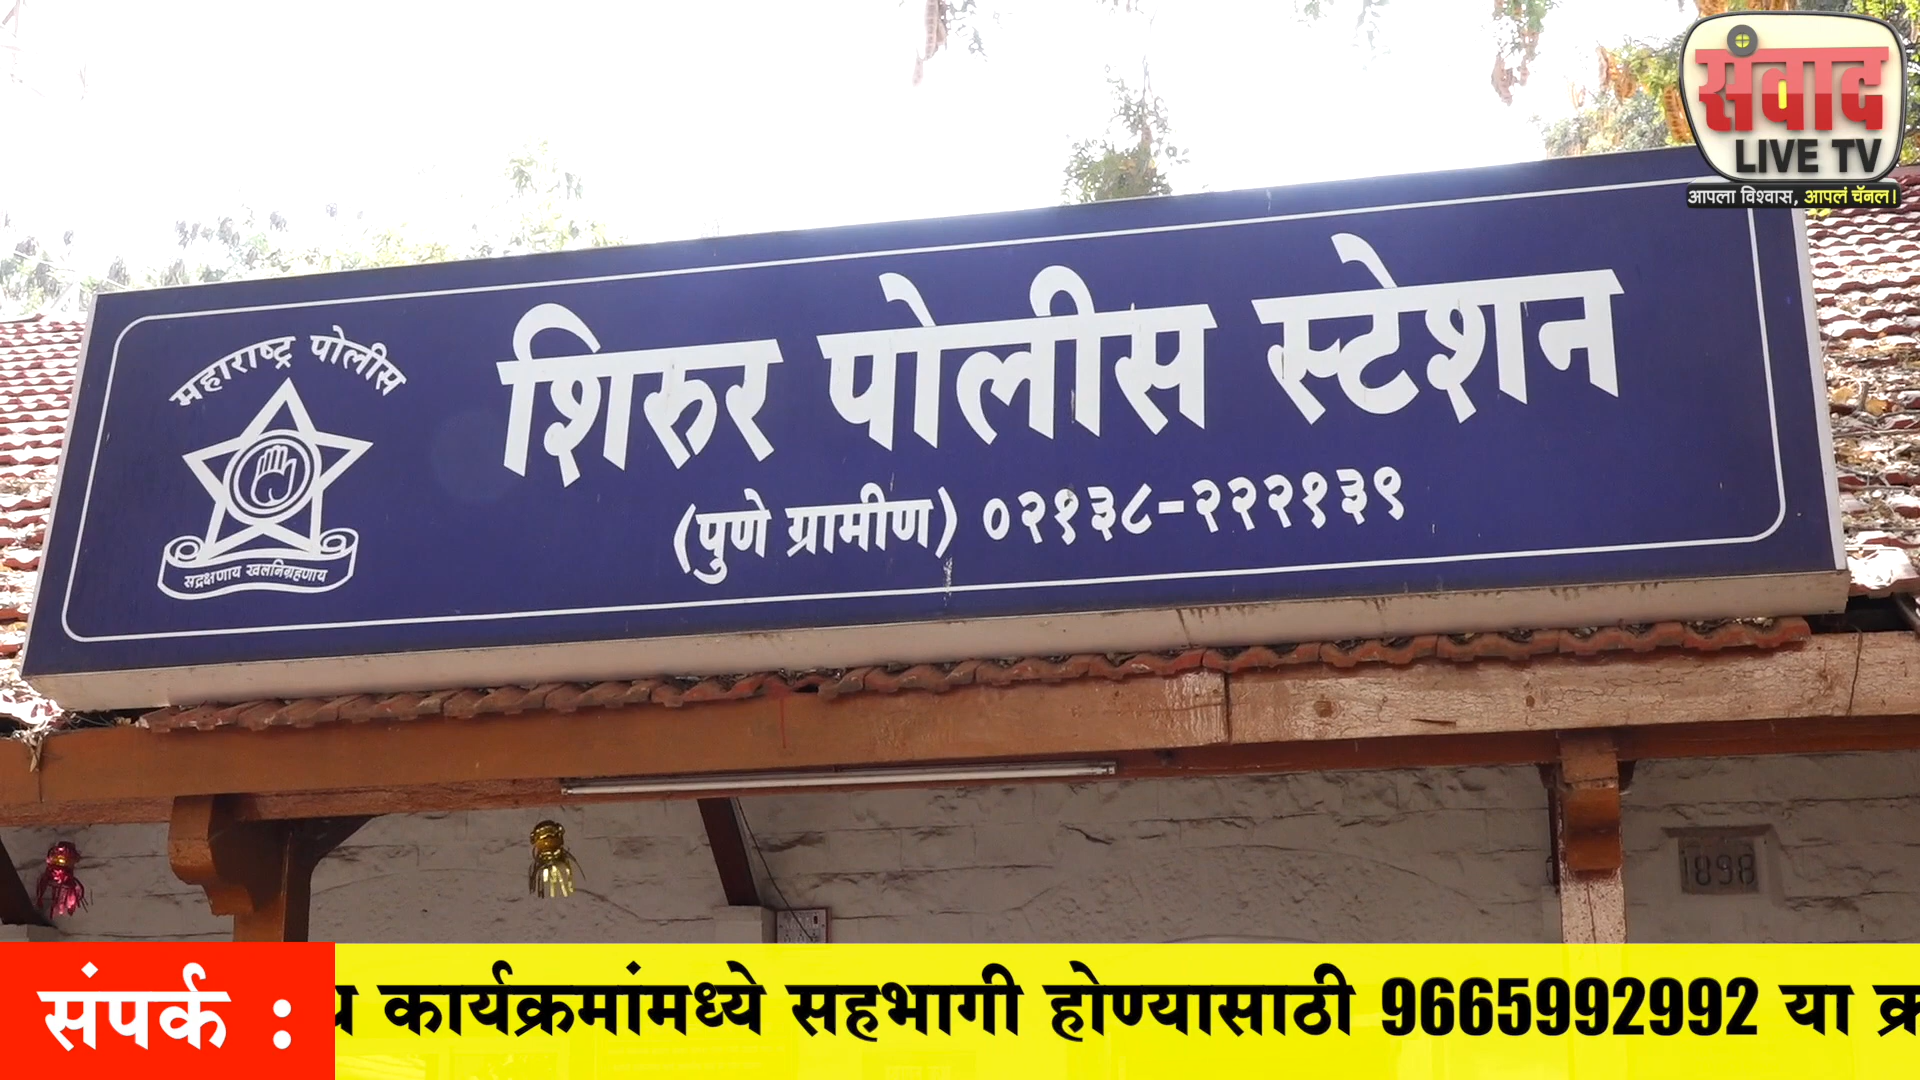 संवाद
LIVE TV
आपला विश्वास, आपलं चॅनल!
महाराष्ट्र पोलीस
सद्रक्षणाय खलनिग्रहणाय
शिरुर पोलीस स्टेशन
(पुणे ग्रामीण) ०२१३८-२२२१३९
1898
संपर्क : कार्यक्रमांमध्ये सहभागी होण्यासाठी 9665992992 या